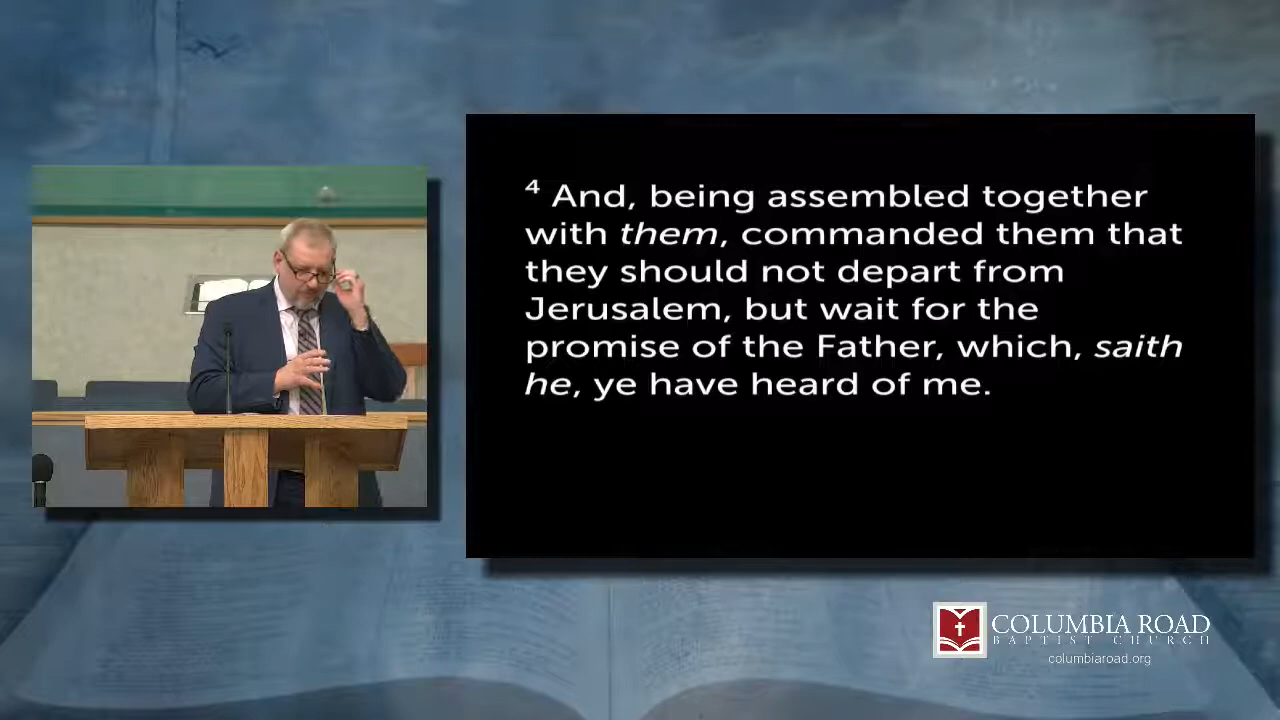 ⁴ And, being assembled together
with them, commanded them that
they should not depart from
Jerusalem, but wait for the
promise of the Father, which, saith
he, ye have heard of me.
COLUMBIA ROAD
BAPTIST CHURCH
columbiaroad.org